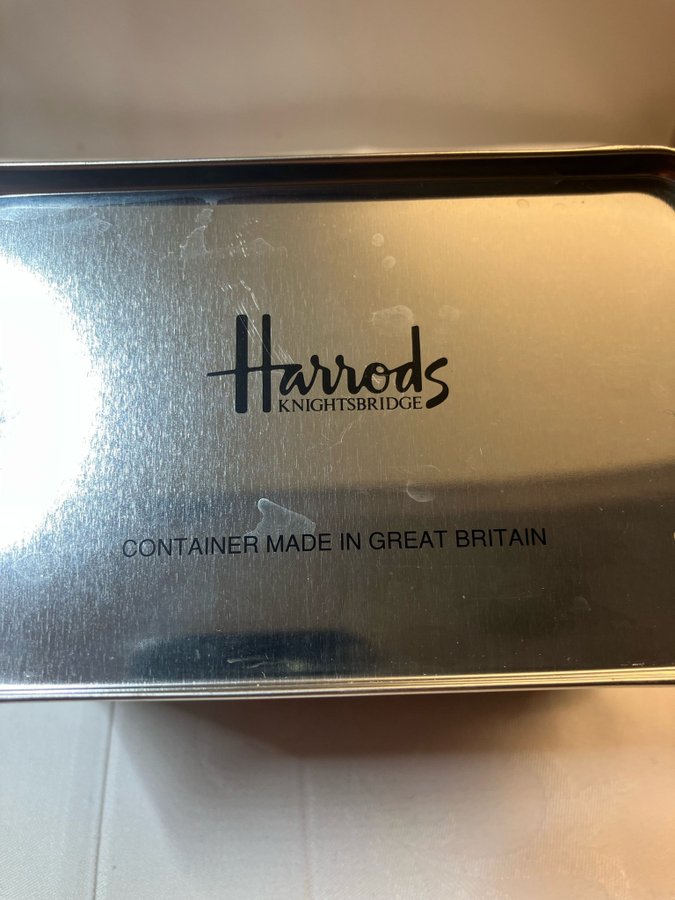 Harrods
KNIGHTSBRIDGE
CONTAINER MADE IN GREAT BRITAIN